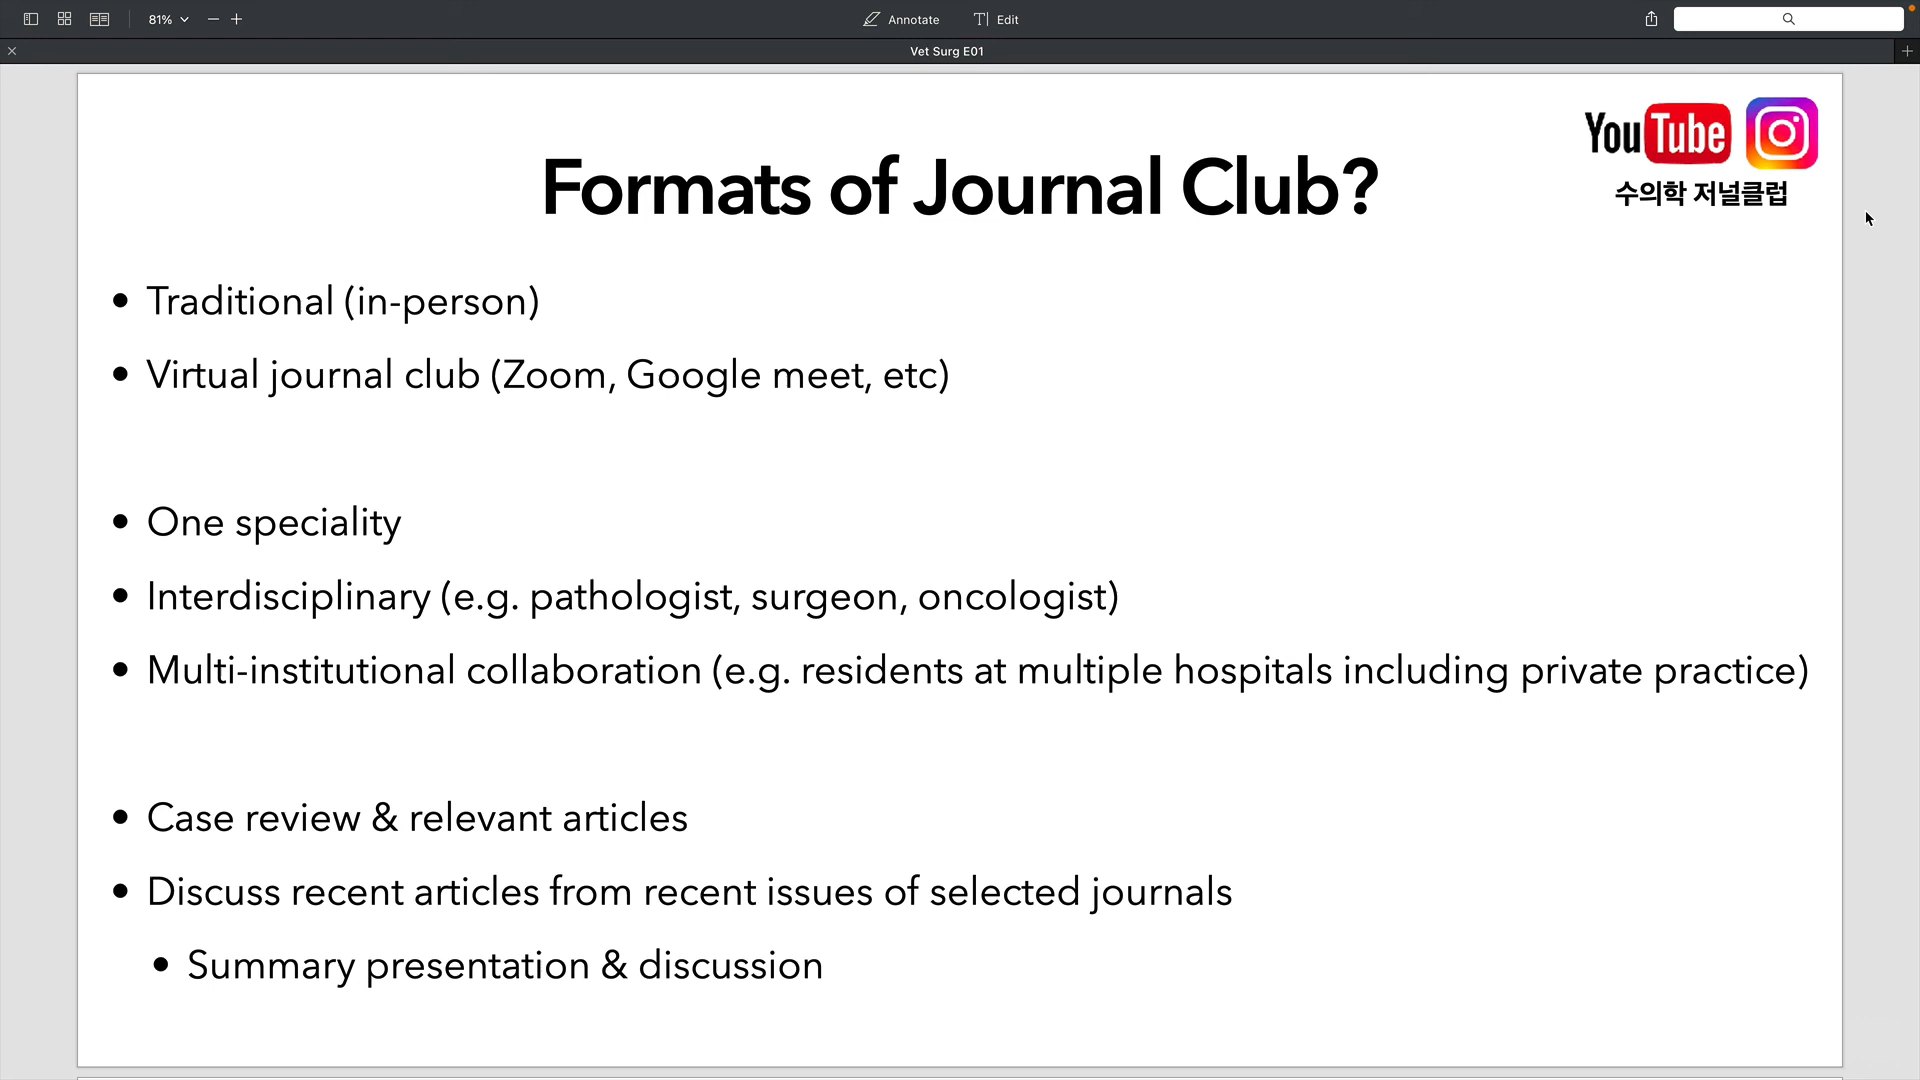 81%
Annotate
Edit
Vet Surg E01
YouTube
수의학 저널클럽
Formats of Journal Club?
• Traditional (in-person)
• Virtual journal club (Zoom, Google meet, etc)
• One speciality
• Interdisciplinary (e.g. pathologist, surgeon, oncologist)
• Multi-institutional collaboration (e.g. residents at multiple hospitals including private practice)
• Case review & relevant articles
• Discuss recent articles from recent issues of selected journals
• Summary presentation & discussion